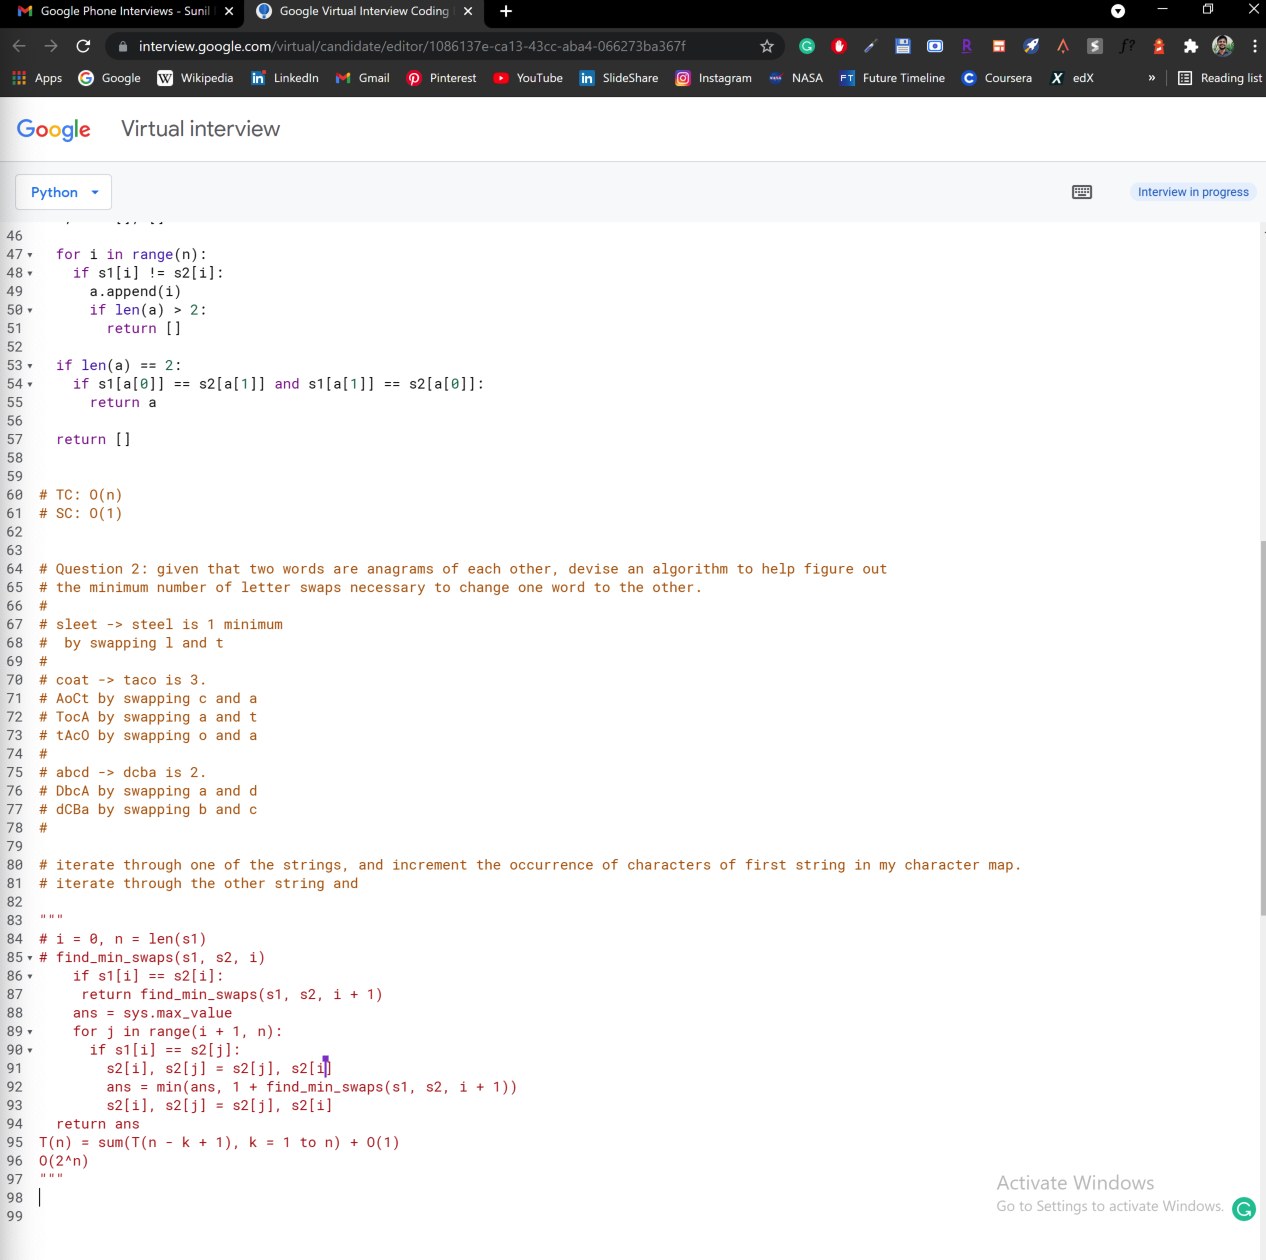 Google Phone Interviews - Sunil
Google Virtual Interview Coding
interview.google.com/virtual/candidate/editor/1086137e-ca13-43cc-aba4-066273ba367f
Apps Google Wikipedia LinkedIn Gmail Pinterest YouTube SlideShare Instagram NASA Future Timeline Coursera edX » Reading list
Google Virtual interview
Python Interview in progress
46
47 for i in range(n):
48 if s1[i] != s2[i]:
49 a.append(i)
50 if len(a) > 2:
51 return []
52
53 if len(a) == 2:
54 if s1[a[0]] == s2[a[1]] and s1[a[1]] == s2[a[0]]:
55 return a
56
57 return []
58
59
60 # TC: O(n)
61 # SC: O(1)
62
63
64 # Question 2: given that two words are anagrams of each other, devise an algorithm to help figure out
65 # the minimum number of letter swaps necessary to change one word to the other.
66 #
67 # sleet -> steel is 1 minimum
68 # by swapping l and t
69 #
70 # coat -> taco is 3.
71 # AoCt by swapping c and a
72 # TocA by swapping a and t
73 # tAcO by swapping o and a
74 #
75 # abcd -> dcba is 2.
76 # DbcA by swapping a and d
77 # dCBa by swapping b and c
78 #
79
80 # iterate through one of the strings, and increment the occurrence of characters of first string in my character map.
81 # iterate through the other string and
82
83 """
84 # i = 0, n = len(s1)
85 # find_min_swaps(s1, s2, i)
86 if s1[i] == s2[i]:
87 return find_min_swaps(s1, s2, i + 1)
88 ans = sys.max_value
89 for j in range(i + 1, n):
90 if s1[i] == s2[j]:
91 s2[i], s2[j] = s2[j], s2[i]
92 ans = min(ans, 1 + find_min_swaps(s1, s2, i + 1))
93 s2[i], s2[j] = s2[j], s2[i]
94 return ans
95 T(n) = sum(T(n - k + 1), k = 1 to n) + O(1)
96 O(2^n)
97 """
98
99
Activate Windows
Go to Settings to activate Windows.